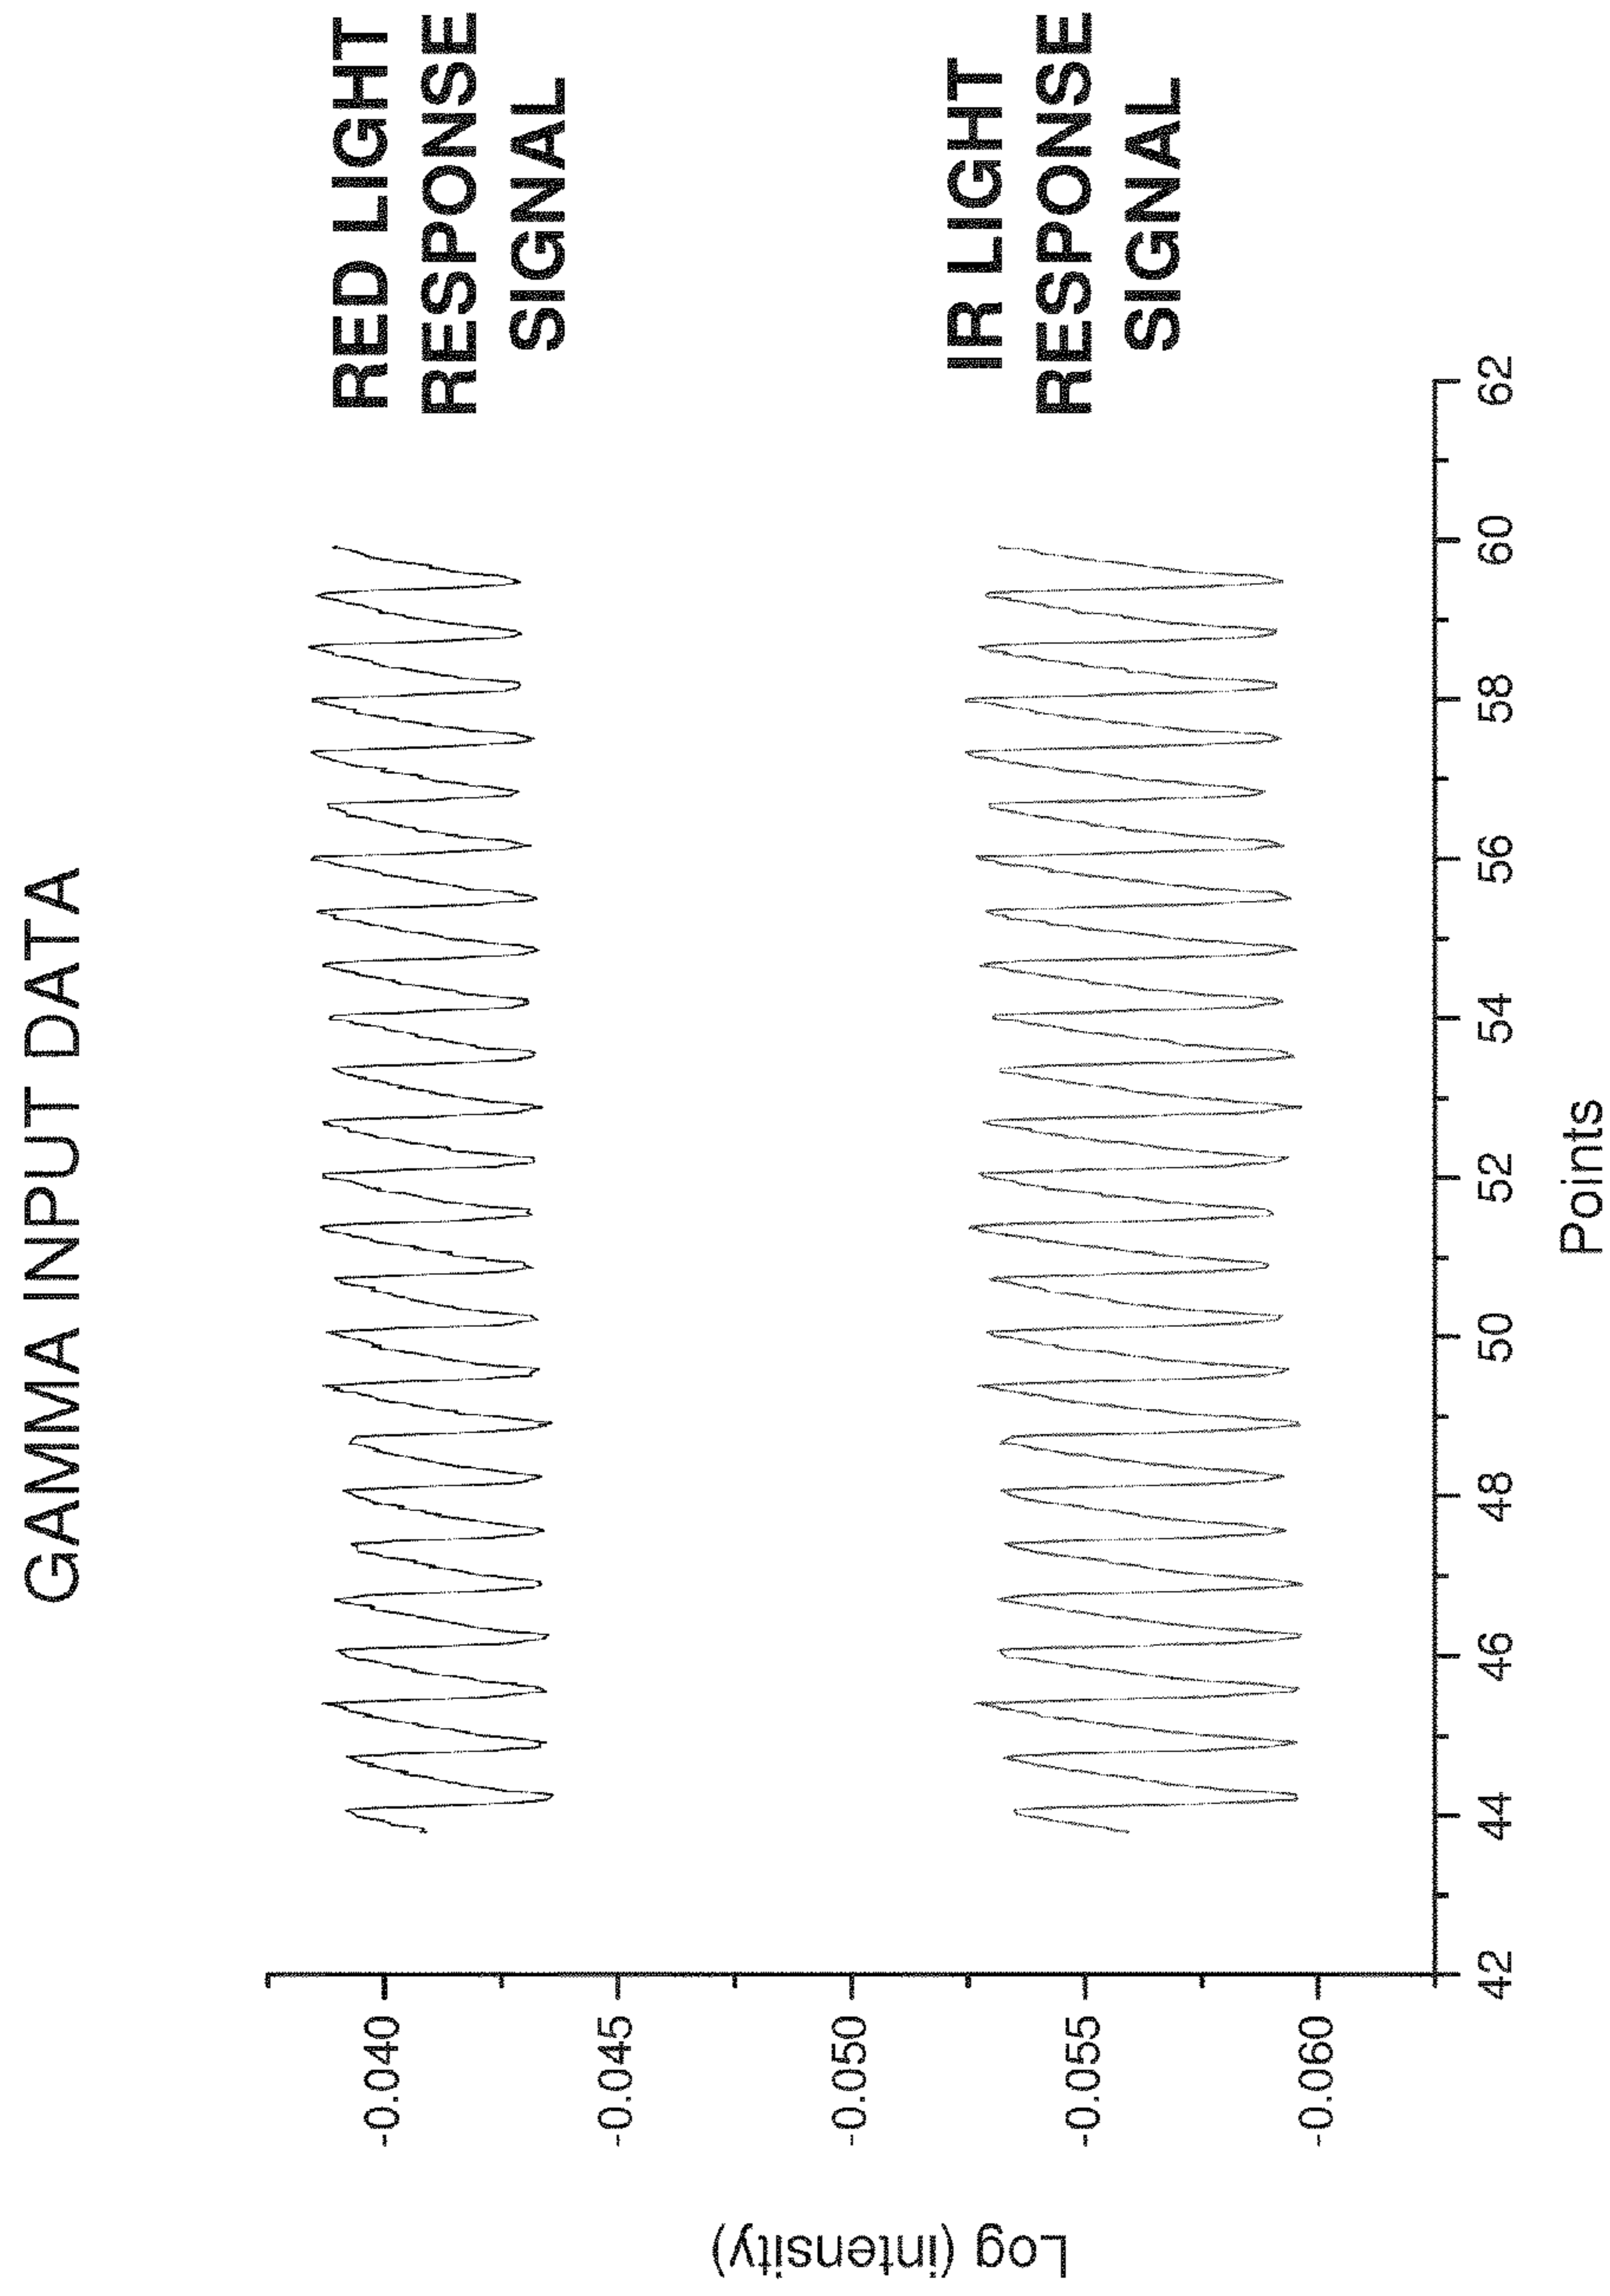 GAMMA INPUT DATA
RED LIGHT
RESPONSE
SIGNAL
IR LIGHT
RESPONSE
SIGNAL
-0.040
-0.045
-0.050
-0.055
-0.060
Log (intensity)
42 44 46 48 50 52 54 56 58 60 62
Points